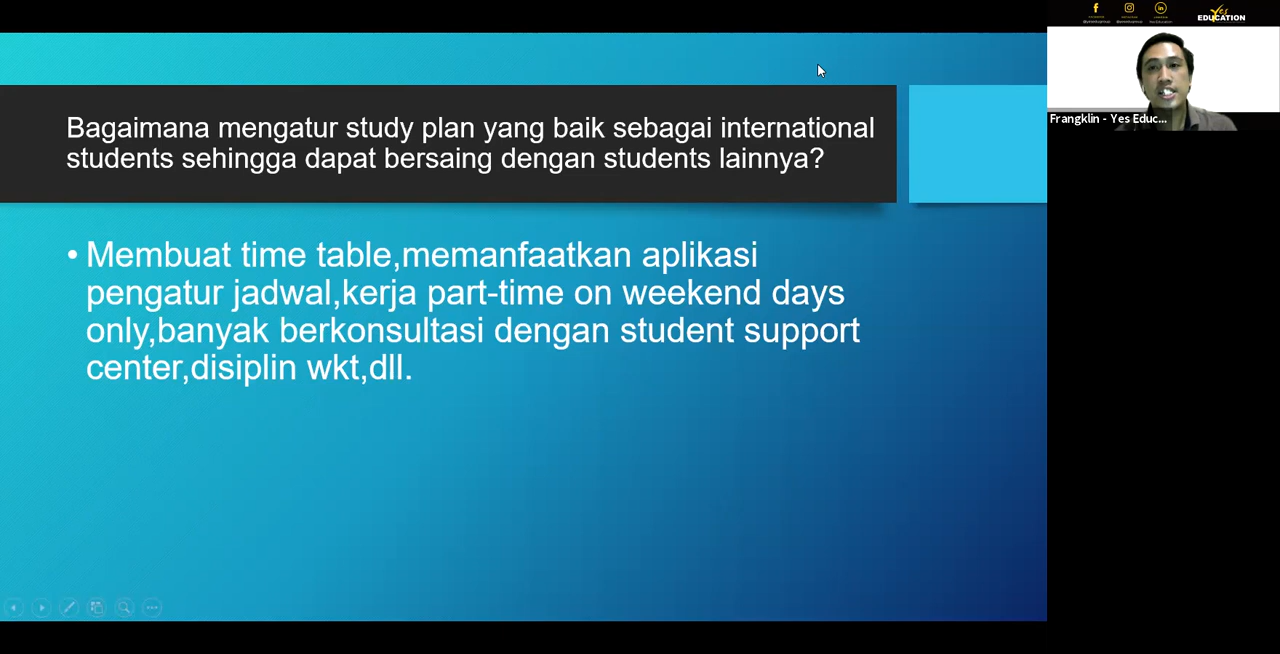 Bagaimana mengatur study plan yang baik sebagai international
students sehingga dapat bersaing dengan students lainnya?
• Membuat time table,memanfaatkan aplikasi
pengatur jadwal,kerja part-time on weekend days
only,banyak berkonsultasi dengan student support
center,disiplin wkt,dll.
Yes
EDUCATION
Frangklin - Yes Educ...